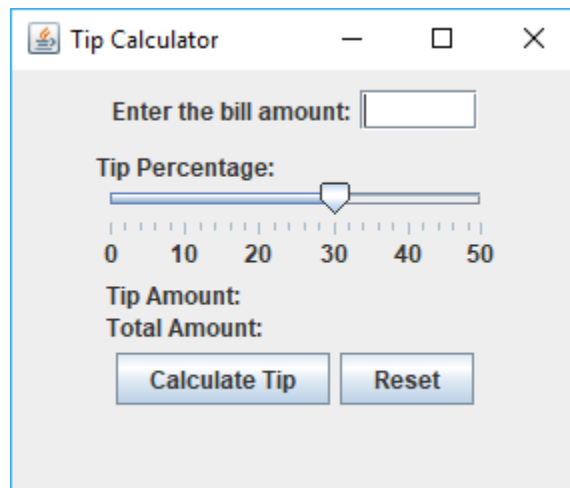 Tip Calculator
Enter the bill amount:
Tip Percentage:
0 10 20 30 40 50
Tip Amount:
Total Amount:
Calculate Tip Reset